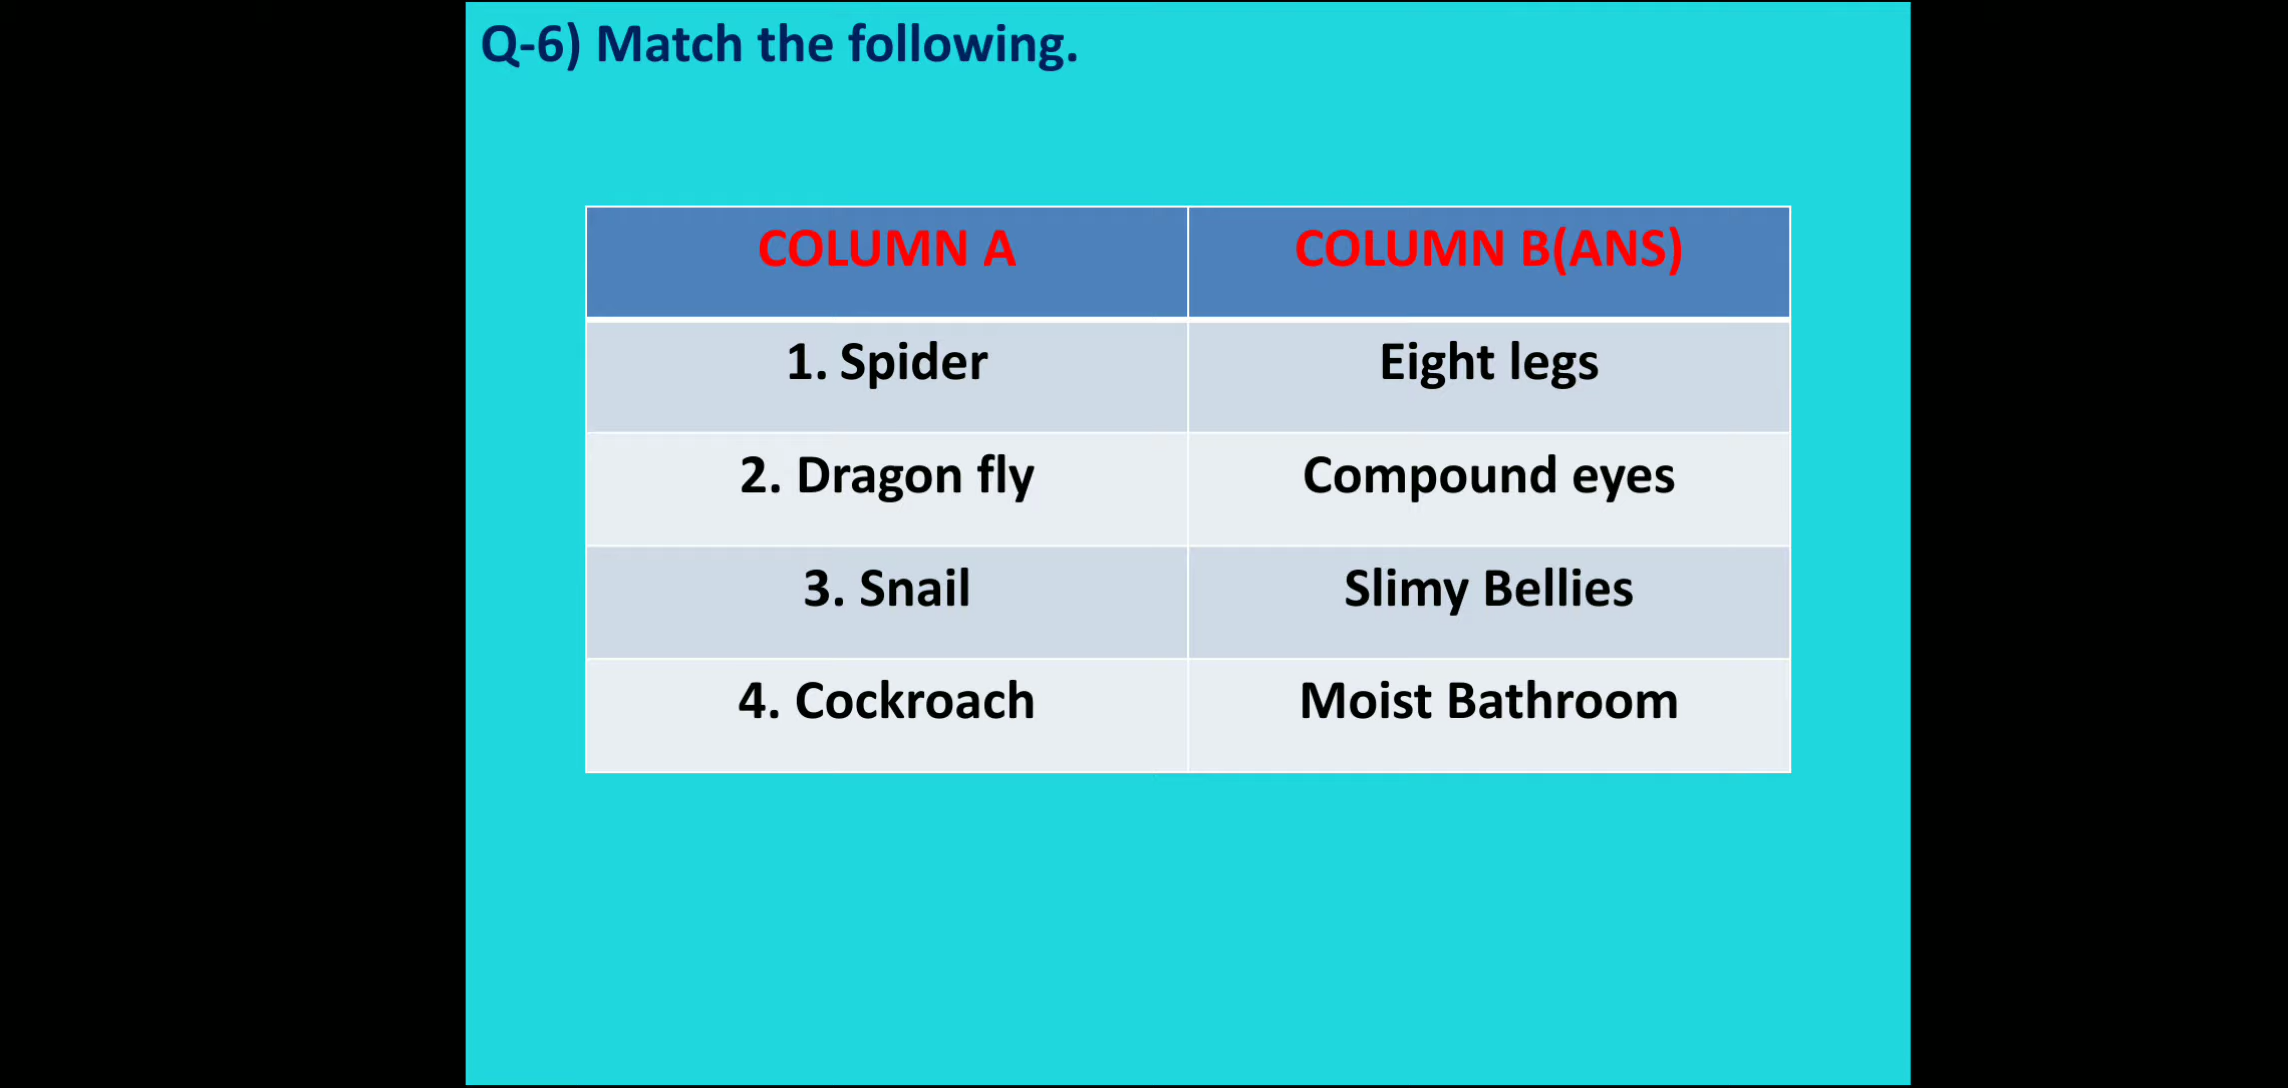 Q-6) Match the following.
COLUMN A COLUMN B(ANS)
1. Spider Eight legs
2. Dragon fly Compound eyes
3. Snail Slimy Bellies
4. Cockroach Moist Bathroom